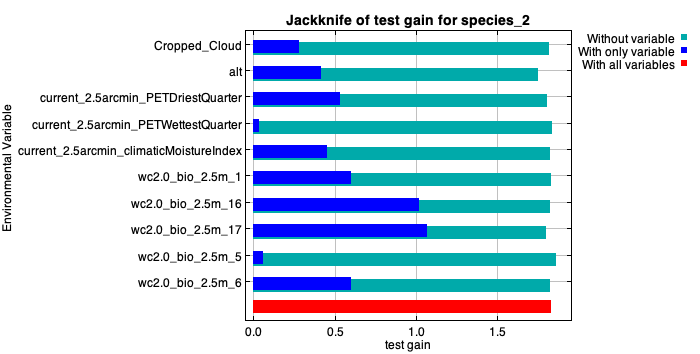 Jackknife of test gain for species_2
Without variable
With only variable
With all variables
Environmental Variable
Cropped_Cloud
alt
current_2.5arcmin_PETDriestQuarter
current_2.5arcmin_PETWettestQuarter
current_2.5arcmin_climaticMoistureIndex
wc2.0_bio_2.5m_1
wc2.0_bio_2.5m_16
wc2.0_bio_2.5m_17
wc2.0_bio_2.5m_5
wc2.0_bio_2.5m_6
0.0 0.5 1.0 1.5
test gain